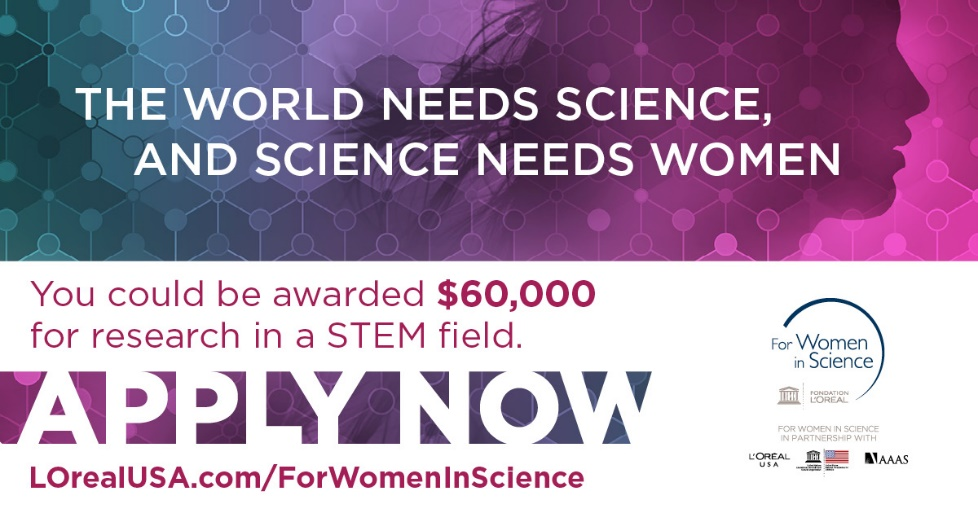 THE WORLD NEEDS SCIENCE,
AND SCIENCE NEEDS WOMEN
You could be awarded $60,000
for research in a STEM field.
APPLY NOW
LOrealUSA.com/ForWomenInScience
For Women
in Science
FONDATION
L'ORÉAL
FOR WOMEN IN SCIENCE
IN PARTNERSHIP WITH
L'ORÉAL
USA
AAAS